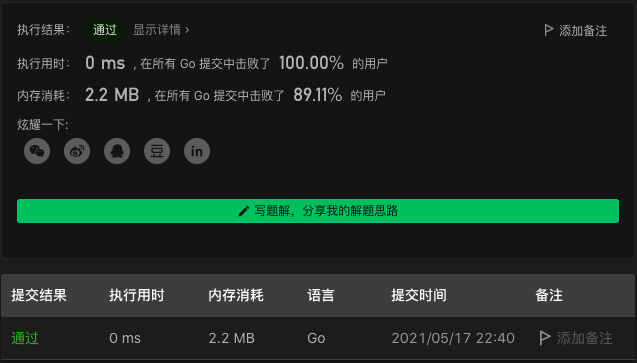 执行结果： 通过 显示详情 › 添加备注
执行用时： 0 ms , 在所有 Go 提交中击败了 100.00% 的用户
内存消耗： 2.2 MB , 在所有 Go 提交中击败了 89.11% 的用户
炫耀一下:
豆 in
写题解，分享我的解题思路
提交结果 执行用时 内存消耗 语言 提交时间 备注
通过 0 ms 2.2 MB Go 2021/05/17 22:40 添加备注